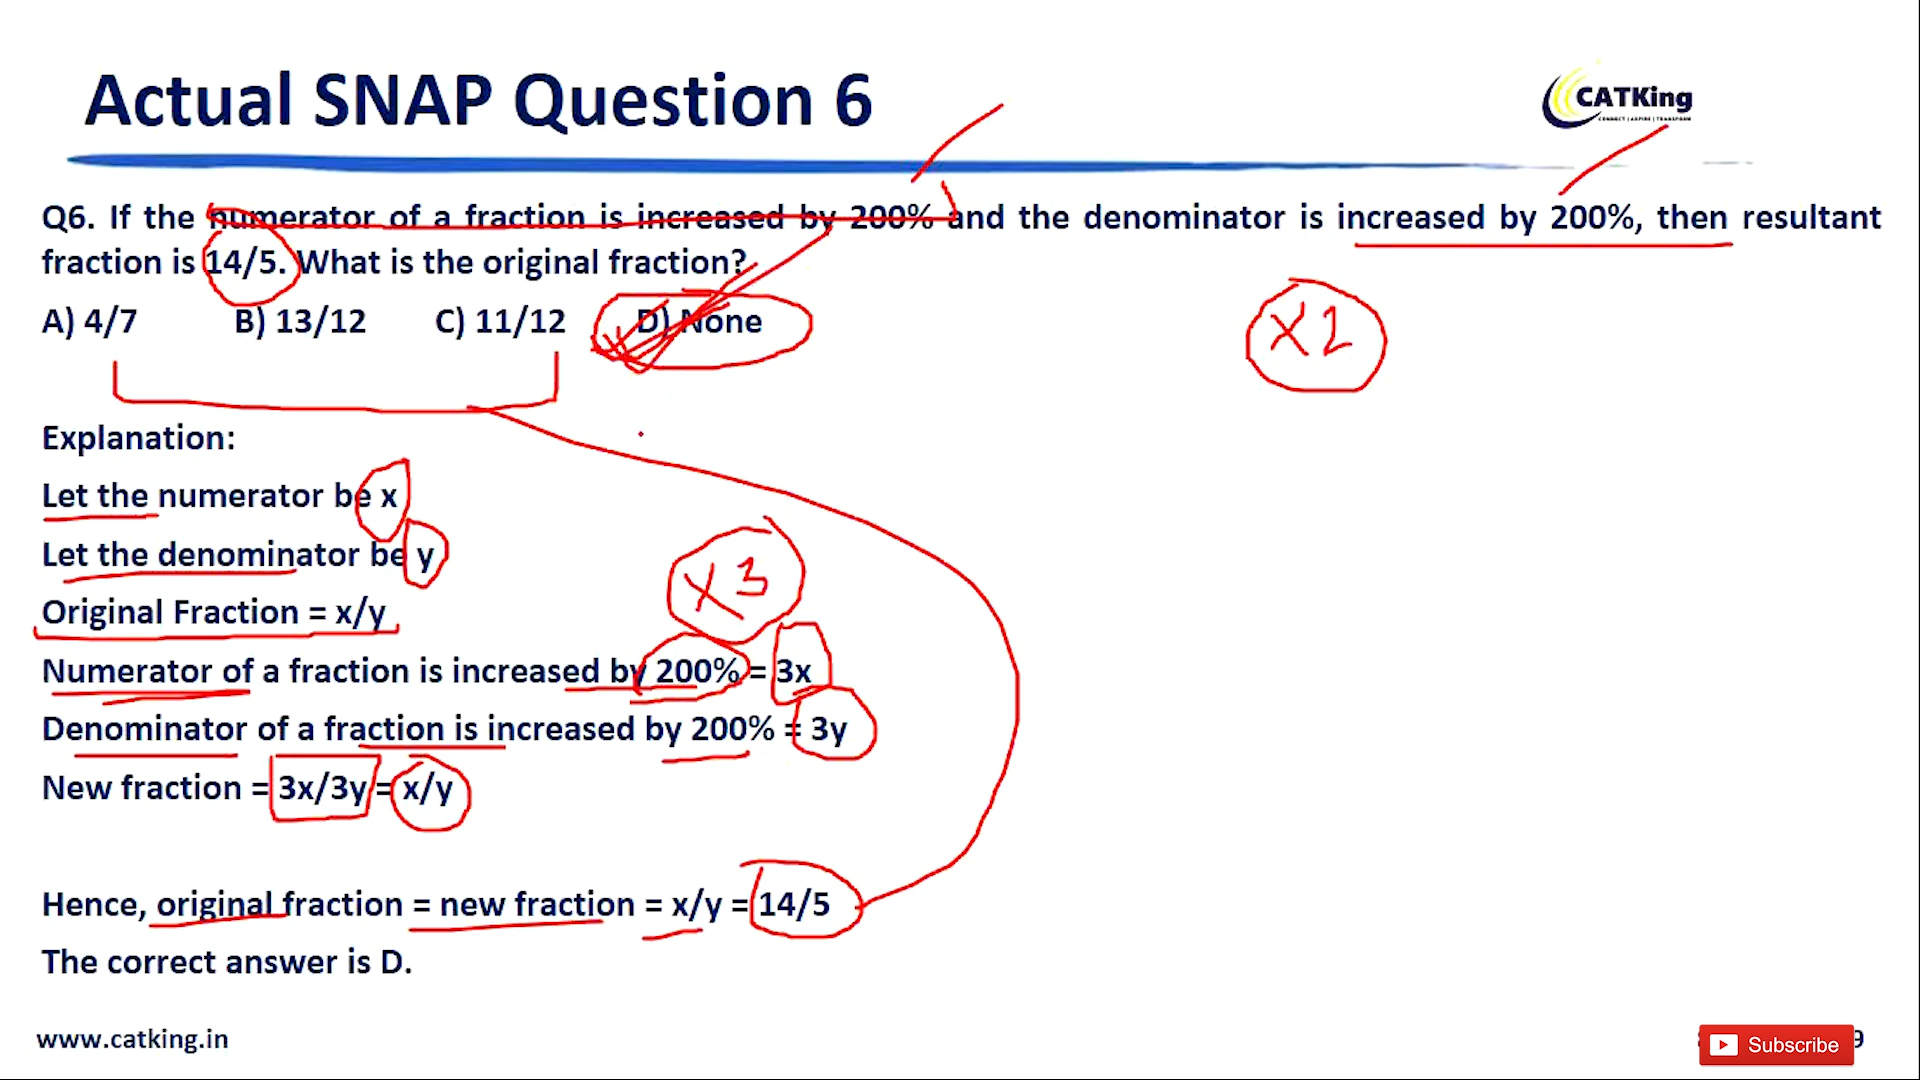 Actual SNAP Question 6
CATKing
CONNECT | ASPIRE | TRANSFORM
Q6. If the numerator of a fraction is increased by 200% and the denominator is increased by 200%, then resultant
fraction is 14/5. What is the original fraction?
A) 4/7 B) 13/12 C) 11/12 D) None
X2
Explanation:
Let the numerator be x
Let the denominator be y
X3
Original Fraction = x/y
Numerator of a fraction is increased by 200% = 3x
Denominator of a fraction is increased by 200% = 3y
New fraction = 3x/3y = x/y
Hence, original fraction = new fraction = x/y = 14/5
The correct answer is D.
www.catking.in
Subscribe
9